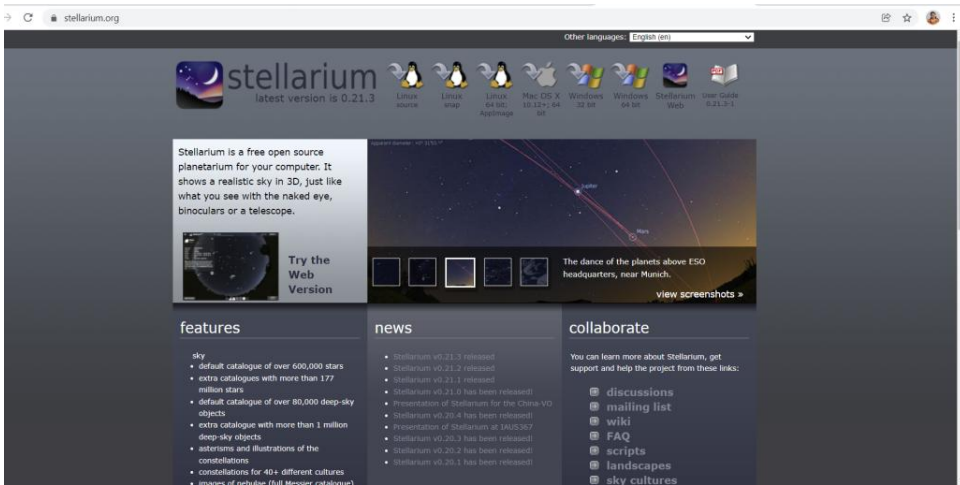 stellarium.org
Other languages: English (en)
stellarium
latest version is 0.21.3
Linux
source
Linux
snap
Linux
64 bit;
AppImage
Mac OS X
10.12+; 64
bit
Windows
32 bit
Windows
64 bit
Stellarium
Web
PDF
User Guide
0.21.3-1
Stellarium is a free open source
planetarium for your computer. It
shows a realistic sky in 3D, just like
what you see with the naked eye,
binoculars or a telescope.
Try the
Web
Version
Jupiter
Mars
The dance of the planets above ESO
headquarters, near Munich.
view screenshots »
features
sky
• default catalogue of over 600,000 stars
• extra catalogues with more than 177
million stars
• default catalogue of over 80,000 deep-sky
objects
• extra catalogue with more than 1 million
deep-sky objects
• asterisms and illustrations of the
constellations
• constellations for 40+ different cultures
• images of nebulae (full Messier catalogue)
news
• Stellarium v0.21.3 released
• Stellarium v0.21.2 released
• Stellarium v0.21.1 released
• Stellarium v0.21.0 has been released!
• Presentation of Stellarium for the China-VO
• Stellarium v0.20.4 has been released!
• Presentation of Stellarium at IAUS367
• Stellarium v0.20.3 has been released!
• Stellarium v0.20.2 has been released!
• Stellarium v0.20.1 has been released!
collaborate
You can learn more about Stellarium, get
support and help the project from these links:
discussions
mailing list
wiki
FAQ
scripts
landscapes
sky cultures